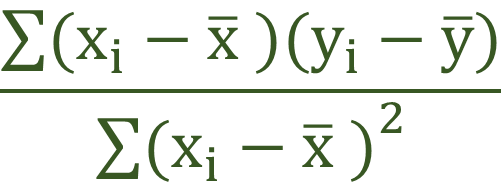 ∑(xᵢ − x̅ )(yᵢ − y̅)
∑(xᵢ − x̅ )²